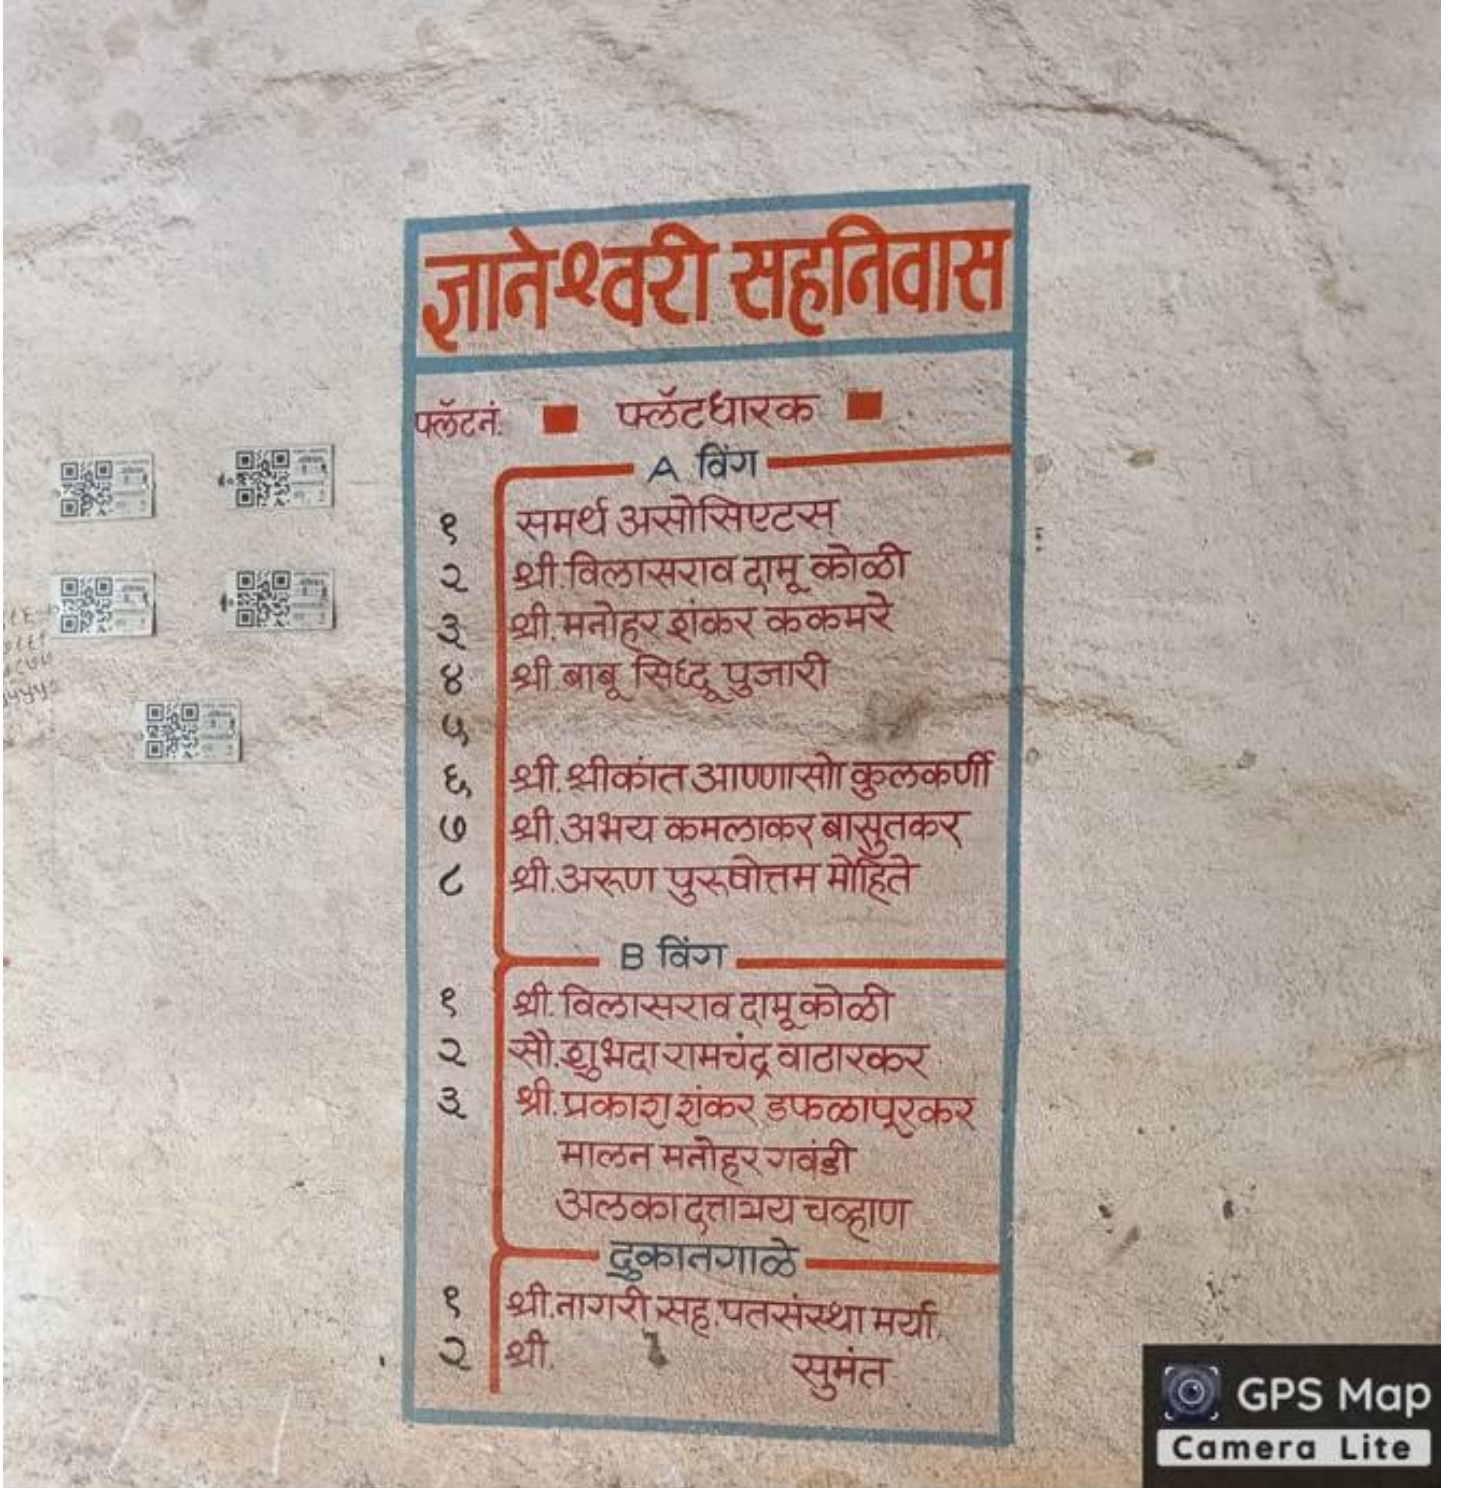 ज्ञानेश्वरी सहनिवास
फ्लॅटनं. फ्लॅटधारक
A विंग
१ समर्थ असोसिएटस्
२ श्री.विलासराव दामू कोळी
३ श्री.मनोहर शंकर ककमरे
४ श्री.बाबू सिध्दू पुजारी
५
६ श्री.श्रीकांत आण्णासो कुलकर्णी
७ श्री.अभय कमलाकर बासुतकर
८ श्री.अरूण पुरूषोत्तम मोहिते
B विंग
१ श्री.विलासराव दामू कोळी
२ सौ.शुभदा रामचंद्र वाठारकर
३ श्री.प्रकाश शंकर डफळापूरकर
मालन मनोहर गवंडी
अलका दत्तात्रय चव्हाण
दुकानगाळे
१ श्री.नागरी सह.पतसंस्था मर्या.
२ श्री. सुमंत
GPS Map
Camera Lite